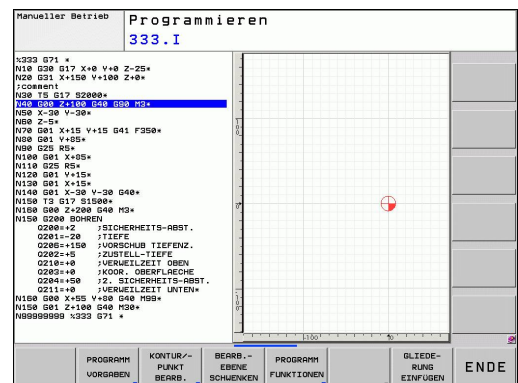 Manueller Betrieb
Programmieren
333.I
%333 G71 *
N10 G30 G17 X+0 Y+0 Z-25*
N20 G31 X+150 Y+100 Z+0*
;comment
N30 T5 G17 S2000*
N40 G00 Z+100 G40 G90 M3*
N50 X-30 Y-30*
N60 Z-5*
N70 G01 X+15 Y+15 G41 F350*
N80 G01 Y+85*
N90 G25 R5*
N100 G01 X+85*
N110 G25 R5*
N120 G01 Y+15*
N130 G01 X+15*
N140 G01 X-30 Y-30 G40*
N150 T3 G17 S1500*
N160 G00 Z+200 G40 M3*
N150 G200 BOHREN
Q200=+2 ;SICHERHEITS-ABST.
Q201=-20 ;TIEFE
Q206=+150 ;VORSCHUB TIEFENZ.
Q202=+5 ;ZUSTELL-TIEFE
Q210=+0 ;VERWEILZEIT OBEN
Q203=+0 ;KOOR. OBERFLAECHE
Q204=+50 ;2. SICHERHEITS-ABST.
Q211=+0 ;VERWEILZEIT UNTEN*
N160 G00 X+55 Y+80 G40 M99*
N150 G01 Z+100 G40 M30*
N99999999 %333 G71 *
-100
PROGRAMM VORGABEN
KONTUR/- PUNKT BEARB.
BEARB.- EBENE SCHWENKEN
PROGRAMM FUNKTIONEN
GLIEDE- RUNG EINFÜGEN
ENDE